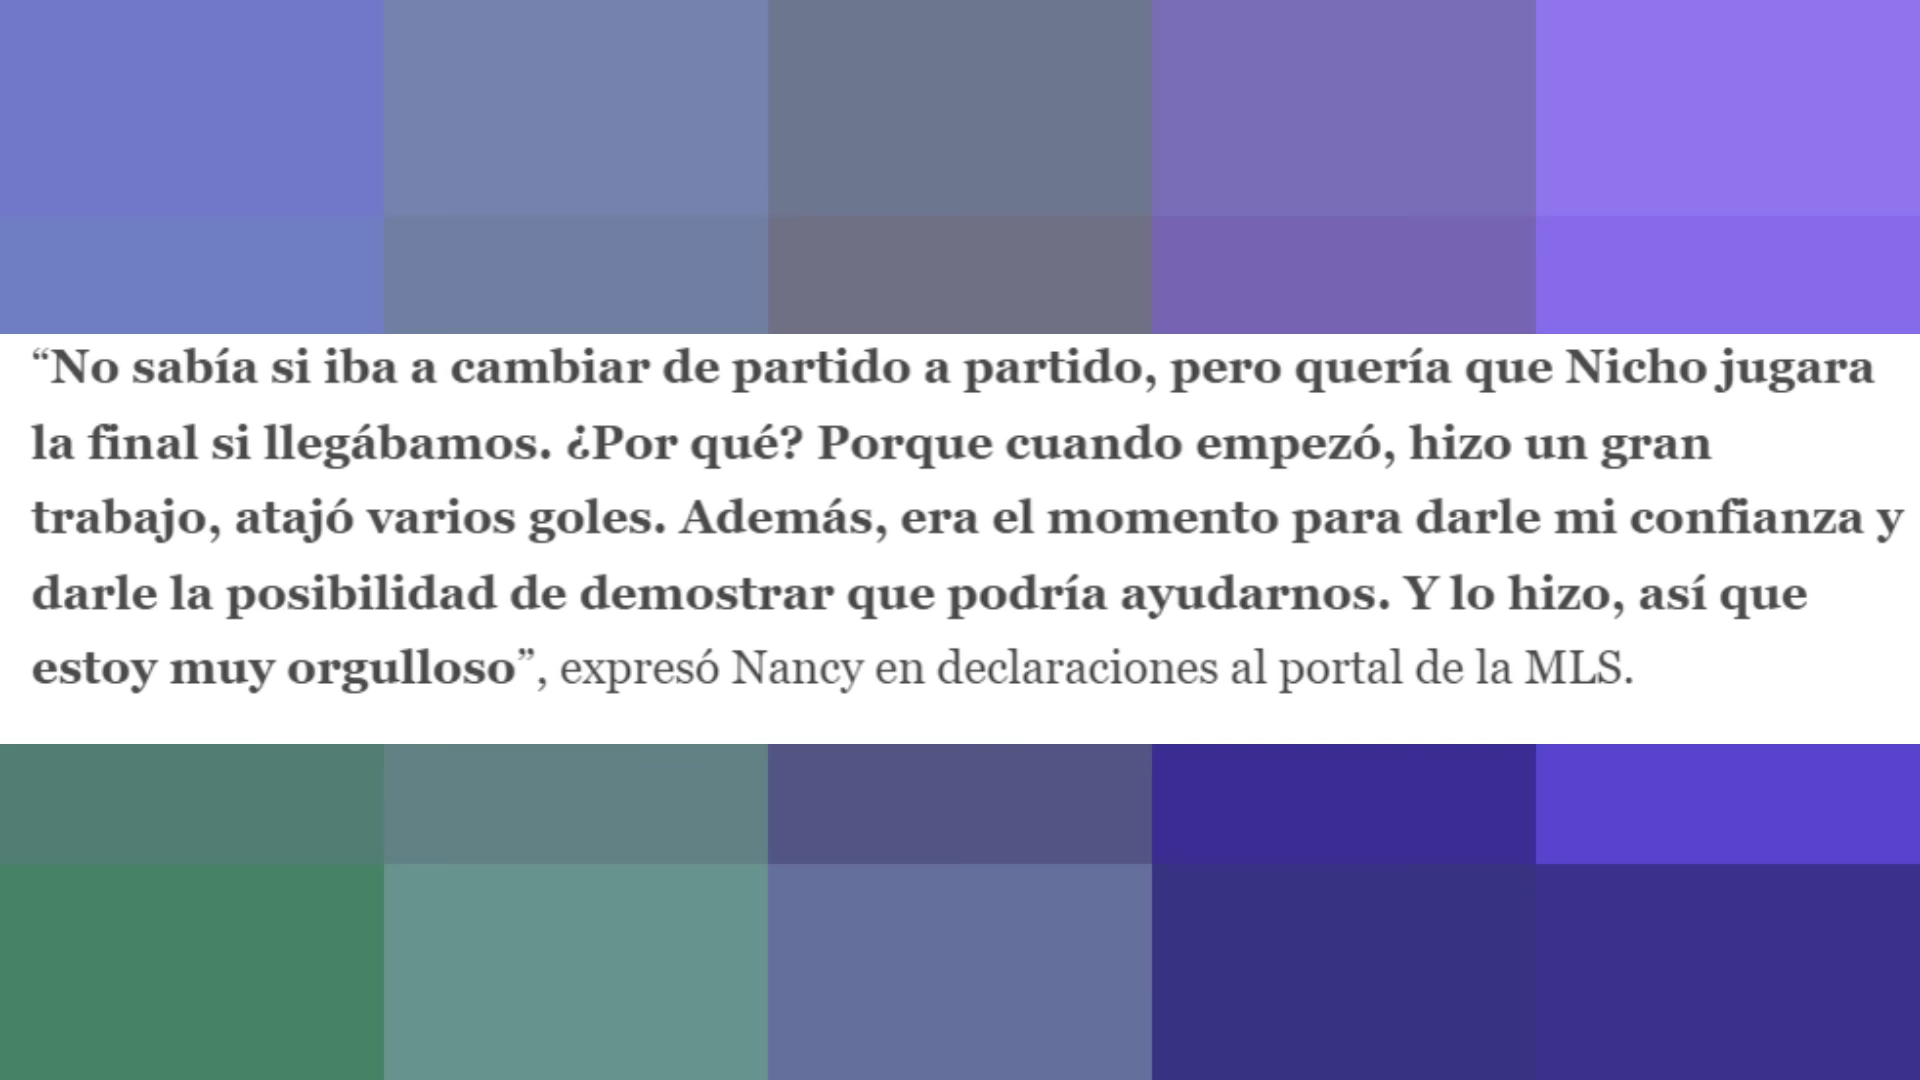 “No sabía si iba a cambiar de partido a partido, pero quería que Nicho jugara
la final si llegábamos. ¿Por qué? Porque cuando empezó, hizo un gran
trabajo, atajó varios goles. Además, era el momento para darle mi confianza y
darle la posibilidad de demostrar que podría ayudarnos. Y lo hizo, así que
estoy muy orgulloso”, expresó Nancy en declaraciones al portal de la MLS.